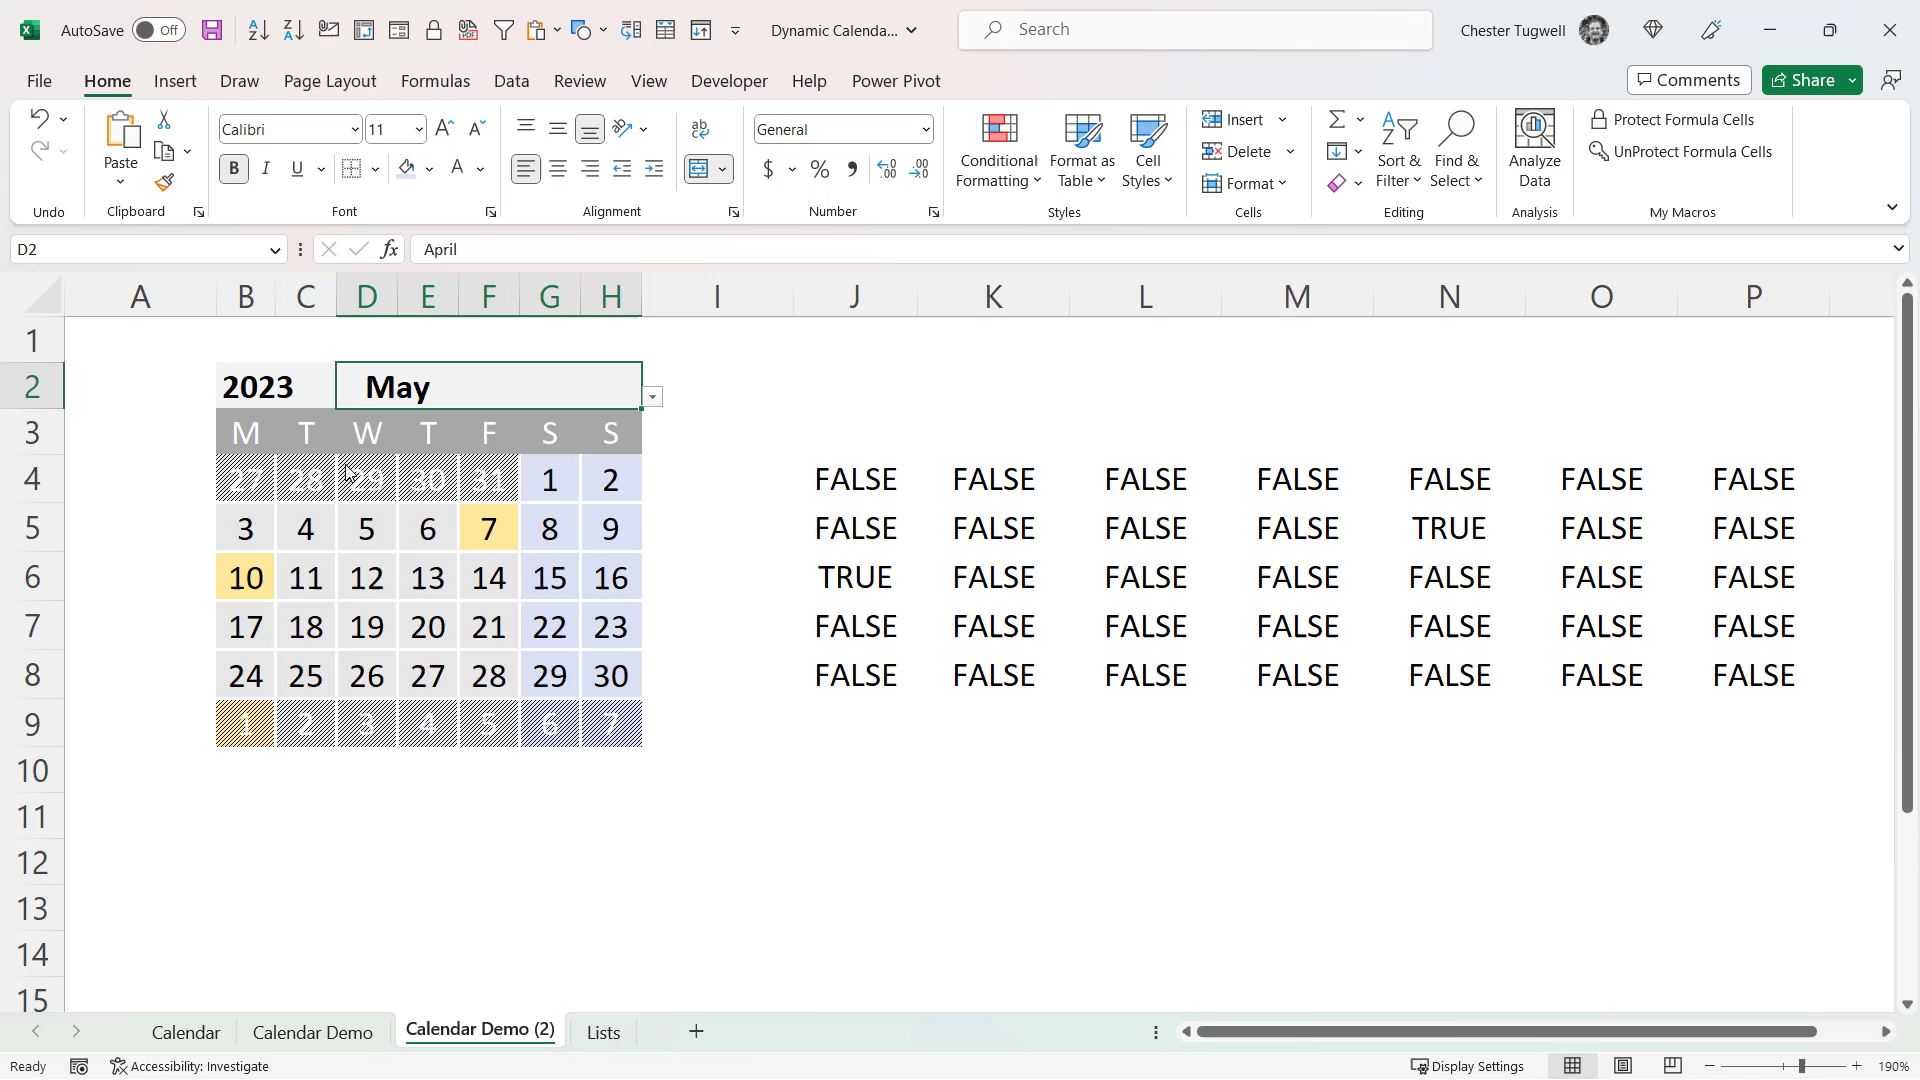 AutoSave Off Dynamic Calenda... Search Chester Tugwell
File Home Insert Draw Page Layout Formulas Data Review View Developer Help Power Pivot Comments Share
Calibri 11 General Insert Protect Formula Cells
Paste Conditional Formatting Format as Table Cell Styles Delete Sort & Filter Find & Select Analyze Data UnProtect Formula Cells
Format
Undo Clipboard Font Alignment Number Styles Cells Editing Analysis My Macros
D2 fx April
A B C D E F G H I J K L M N O P
1
2 2023 May
3 M T W T F S S
4 27 28 29 30 31 1 2 FALSE FALSE FALSE FALSE FALSE FALSE FALSE
5 3 4 5 6 7 8 9 FALSE FALSE FALSE FALSE TRUE FALSE FALSE
6 10 11 12 13 14 15 16 TRUE FALSE FALSE FALSE FALSE FALSE FALSE
7 17 18 19 20 21 22 23 FALSE FALSE FALSE FALSE FALSE FALSE FALSE
8 24 25 26 27 28 29 30 FALSE FALSE FALSE FALSE FALSE FALSE FALSE
9 1 2 3 4 5 6 7
10
11
12
13
14
15
Calendar Calendar Demo Calendar Demo (2) Lists
Ready Accessibility: Investigate Display Settings 190%